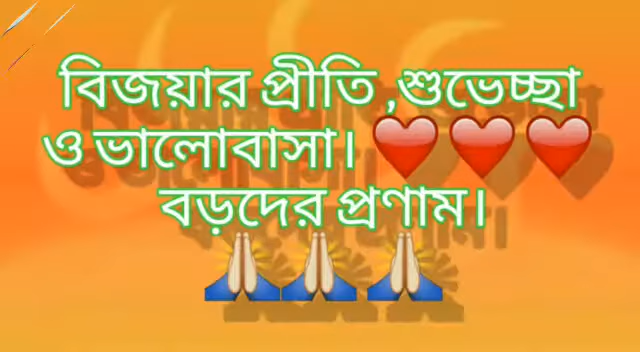 বিজয়ার প্রীতি ,শুভেচ্ছা
ও ভালোবাসা। ❤️❤️❤️
বড়দের প্রণাম।
🙏🙏🙏